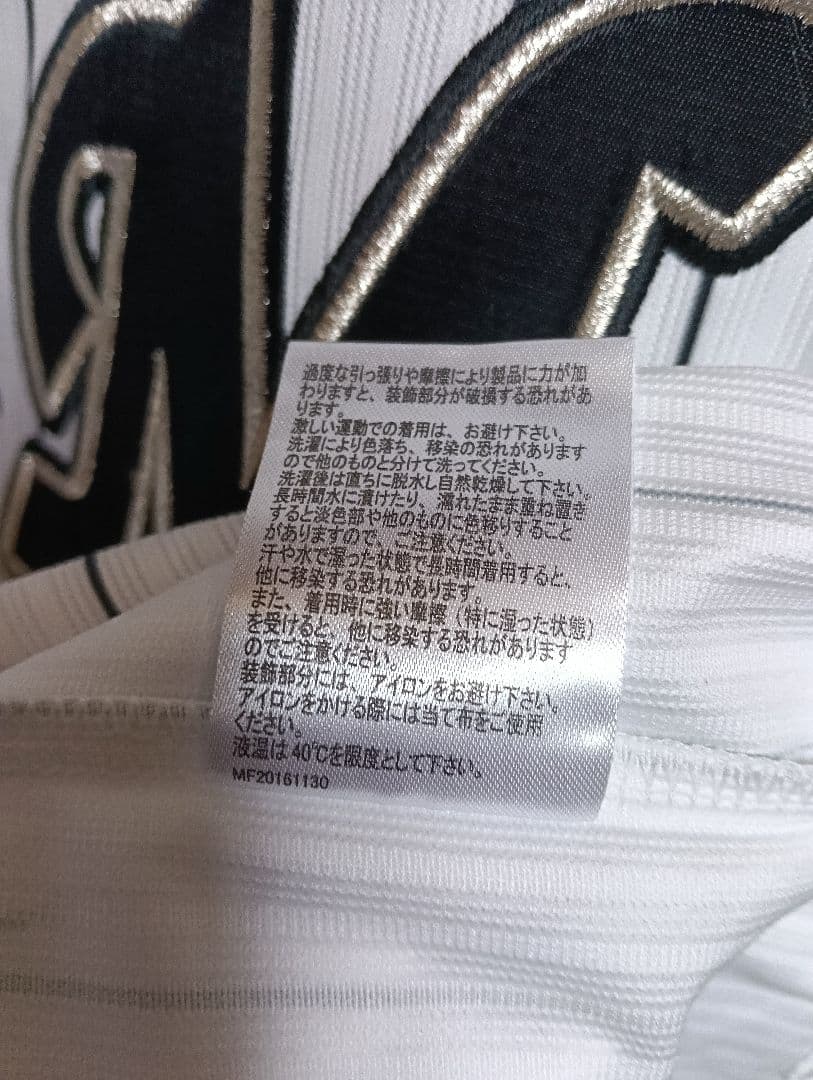 過度な引っ張りや摩擦により製品に力が加
わりますと、装飾部分が破損する恐れがあ
ります。
激しい運動での着用は、お避け下さい。
洗濯により色落ち、移染の恐れがあります
ので他のものと分けて洗ってください。
洗濯後は直ちに脱水し自然乾燥して下さい。
長時間水に漬けたり、濡れたまま重ね置き
すると淡色部や他のものに色移りすること
がありますので、ご注意ください。
汗や水で湿った状態で長時間着用すると、
他に移染する恐れがあります。
また、着用時に強い摩擦（特に湿った状態）
を受けると、他に移染する恐れがあります
のでご注意ください。
装飾部分には、アイロンをお避け下さい。
アイロンをかける際には当て布をご使用
ください。
液温は40℃を限度として下さい。
MF20161130